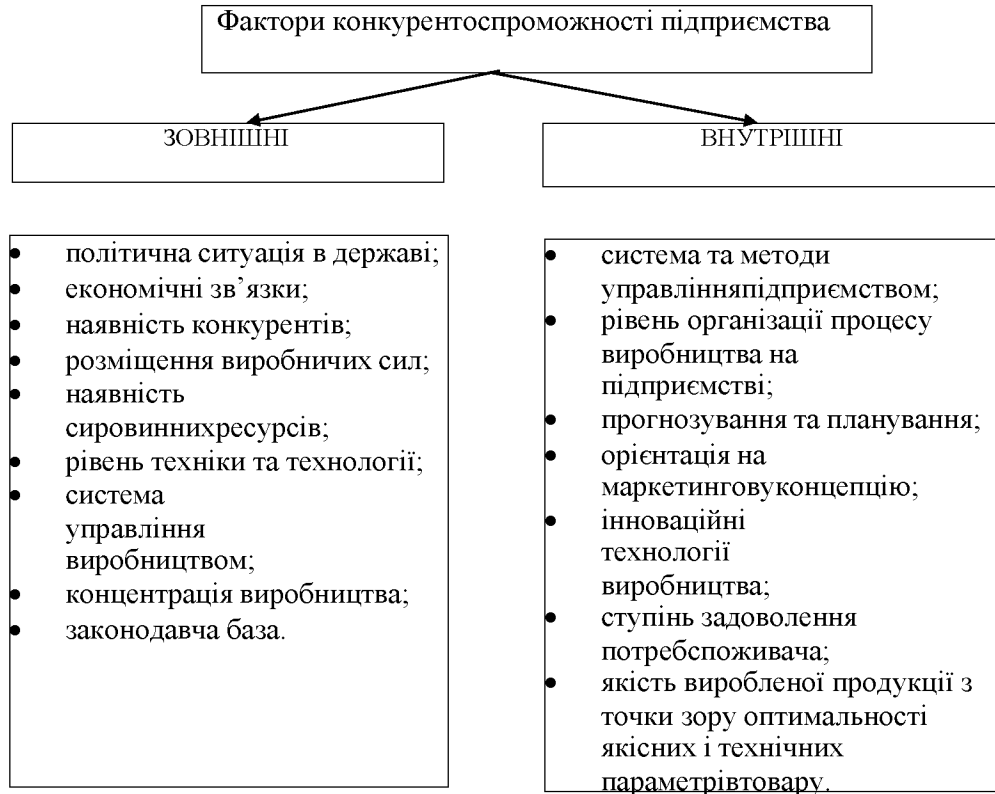 Фактори конкурентоспроможності підприємства
ЗОВНІШНІ
• політична ситуація в державі;
• економічні зв’язки;
• наявність конкурентів;
• розміщення виробничих сил;
• наявність
сировиннихресурсів;
• рівень техніки та технології;
• система
управління
виробництвом;
• концентрація виробництва;
• законодавча база.
ВНУТРІШНІ
• система та методи
управлінняпідприємством;
• рівень організації процесу
виробництва на
підприємстві;
• прогнозування та планування;
• орієнтація на
маркетинговуконцепцію;
• інноваційні
технології
виробництва;
• ступінь задоволення
потребспоживача;
• якість виробленої продукції з
точки зору оптимальності
якісних і технічних
параметрівтовару.